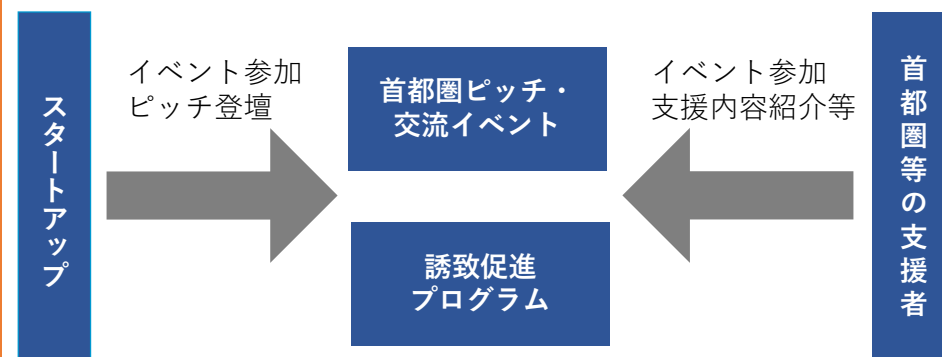 スタートアップ
イベント参加
ピッチ登壇
首都圏ピッチ・
交流イベント
誘致促進
プログラム
イベント参加
支援内容紹介等
首都圏等の支援者